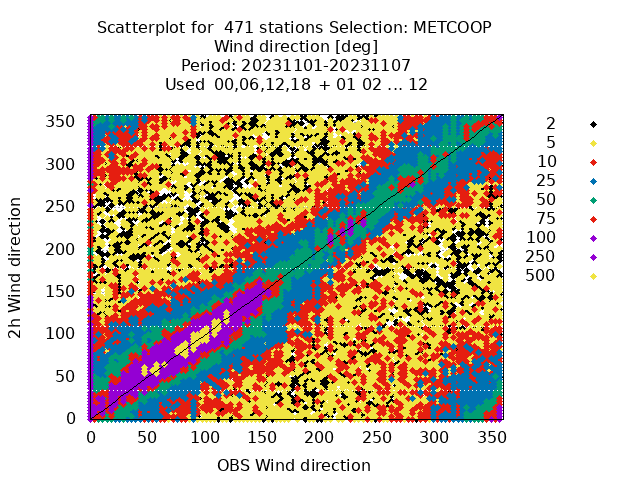 Scatterplot for  471 stations Selection: METCOOP
Wind direction [deg]
Period: 20231101-20231107
Used  00,06,12,18  + 01 02 ... 12
2h Wind direction
350
300
250
200
150
100
50
0
0 50 100 150 200 250 300 350
OBS Wind direction
2
5
10
25
50
75
100
250
500